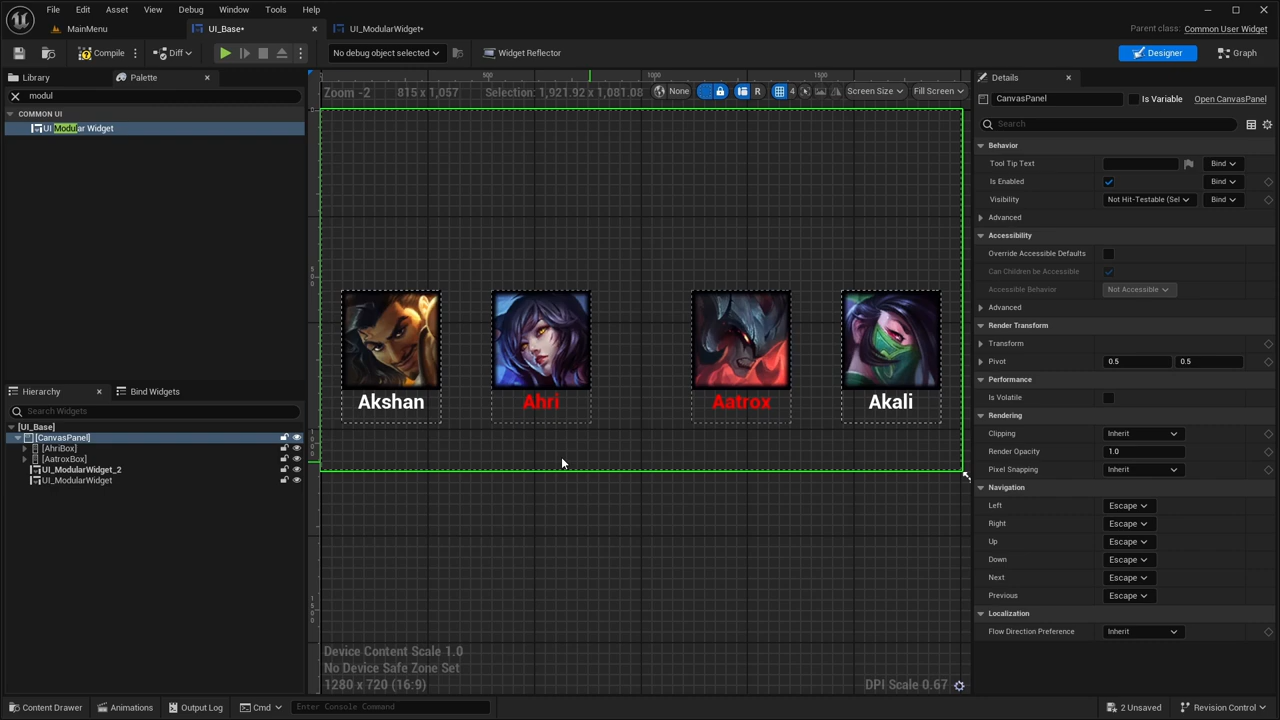 File Edit Asset View Debug Window Tools Help
MainMenu UI_Base* UI_ModularWidget*
Parent class: Common User Widget
Compile Diff No debug object selected Widget Reflector Designer Graph
Library Palette
modul
COMMON UI
UI Modular Widget
Hierarchy Bind Widgets
Search Widgets
[UI_Base]
[CanvasPanel]
[AhriBox]
[AatroxBox]
UI_ModularWidget_2
UI_ModularWidget
500 1000 1500
Zoom -2 815 x 1,057 Selection: 1,921.92 x 1,081.08 None R 4 Screen Size Fill Screen
0
500
1000
1500
Akshan Ahri Aatrox Akali
Device Content Scale 1.0
No Device Safe Zone Set
1280 x 720 (16:9) DPI Scale 0.67
Details
CanvasPanel Is Variable Open CanvasPanel
Search
Behavior
Tool Tip Text Bind
Is Enabled Bind
Visibility Not Hit-Testable (Sel Bind
Advanced
Accessibility
Override Accessible Defaults
Can Children be Accessible
Accessible Behavior Not Accessible
Advanced
Render Transform
Transform
Pivot 0.5 0.5
Performance
Is Volatile
Rendering
Clipping Inherit
Render Opacity 1.0
Pixel Snapping Inherit
Navigation
Left Escape
Right Escape
Up Escape
Down Escape
Next Escape
Previous Escape
Localization
Flow Direction Preference Inherit
Content Drawer Animations Output Log Cmd Enter Console Command 2 Unsaved Revision Control